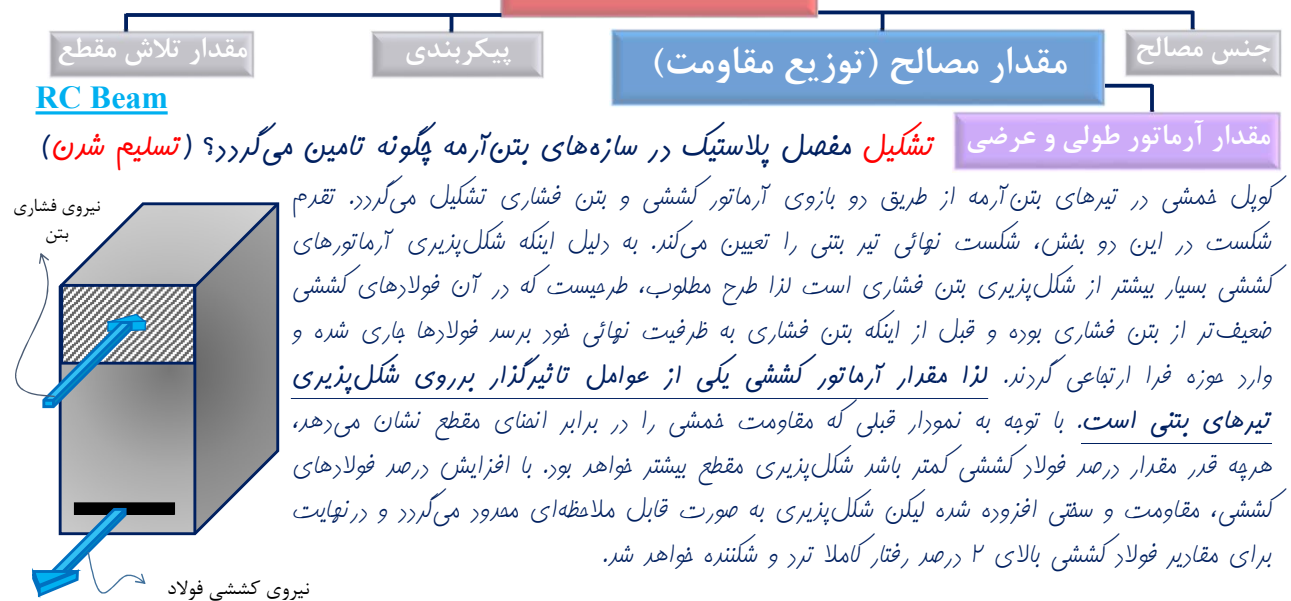 جنس مصالح
مقدار مصالح (توزیع مقاومت)
پیکربندی
مقدار تلاش مقطع
RC Beam
مقدار آرماتور طولی و عرضی
تشکیل مفصل پلاستیک در سازه‌های بتن‌آرمه چگونه تامین می‌گردد؟ (تسلیم شدن)
کوپل خمشی در تیرهای بتن‌آرمه از طریق دو بازوی آرماتور کششی و بتن فشاری تشکیل می‌گردد. تقدم
شکست در این دو بخش، شکست نهائی تیر بتنی را تعیین می‌کند. به دلیل اینکه شکل‌پذیری آرماتورهای
کششی بسیار بیشتر از شکل‌پذیری بتن فشاری است لذا طرح مطلوب، طرحیست که در آن فولادهای کششی
ضعیف‌تر از بتن فشاری بوده و قبل از اینکه بتن فشاری به ظرفیت نهائی خود برسد فولادها جاری شده و
وارد حوزه فرا ارتجاعی گردند. لذا مقدار آرماتور کششی یکی از عوامل تاثیرگذار برروی شکل‌پذیری
تیرهای بتنی است. با توجه به نمودار قبلی که مقاومت خمشی را در برابر انحنای مقطع نشان می‌دهد،
هرچه قدر مقدار درصد فولاد کششی کمتر باشد شکل‌پذیری مقطع بیشتر خواهد بود. با افزایش درصد فولادهای
کششی، مقاومت و سختی افزوده شده لیکن شکل‌پذیری به صورت قابل ملاحظه‌ای محدود می‌گردد و درنهایت
برای مقادیر فولاد کششی بالای ۲ درصد رفتار کاملا ترد و شکننده خواهد شد.
نیروی فشاری
بتن
نیروی کششی فولاد